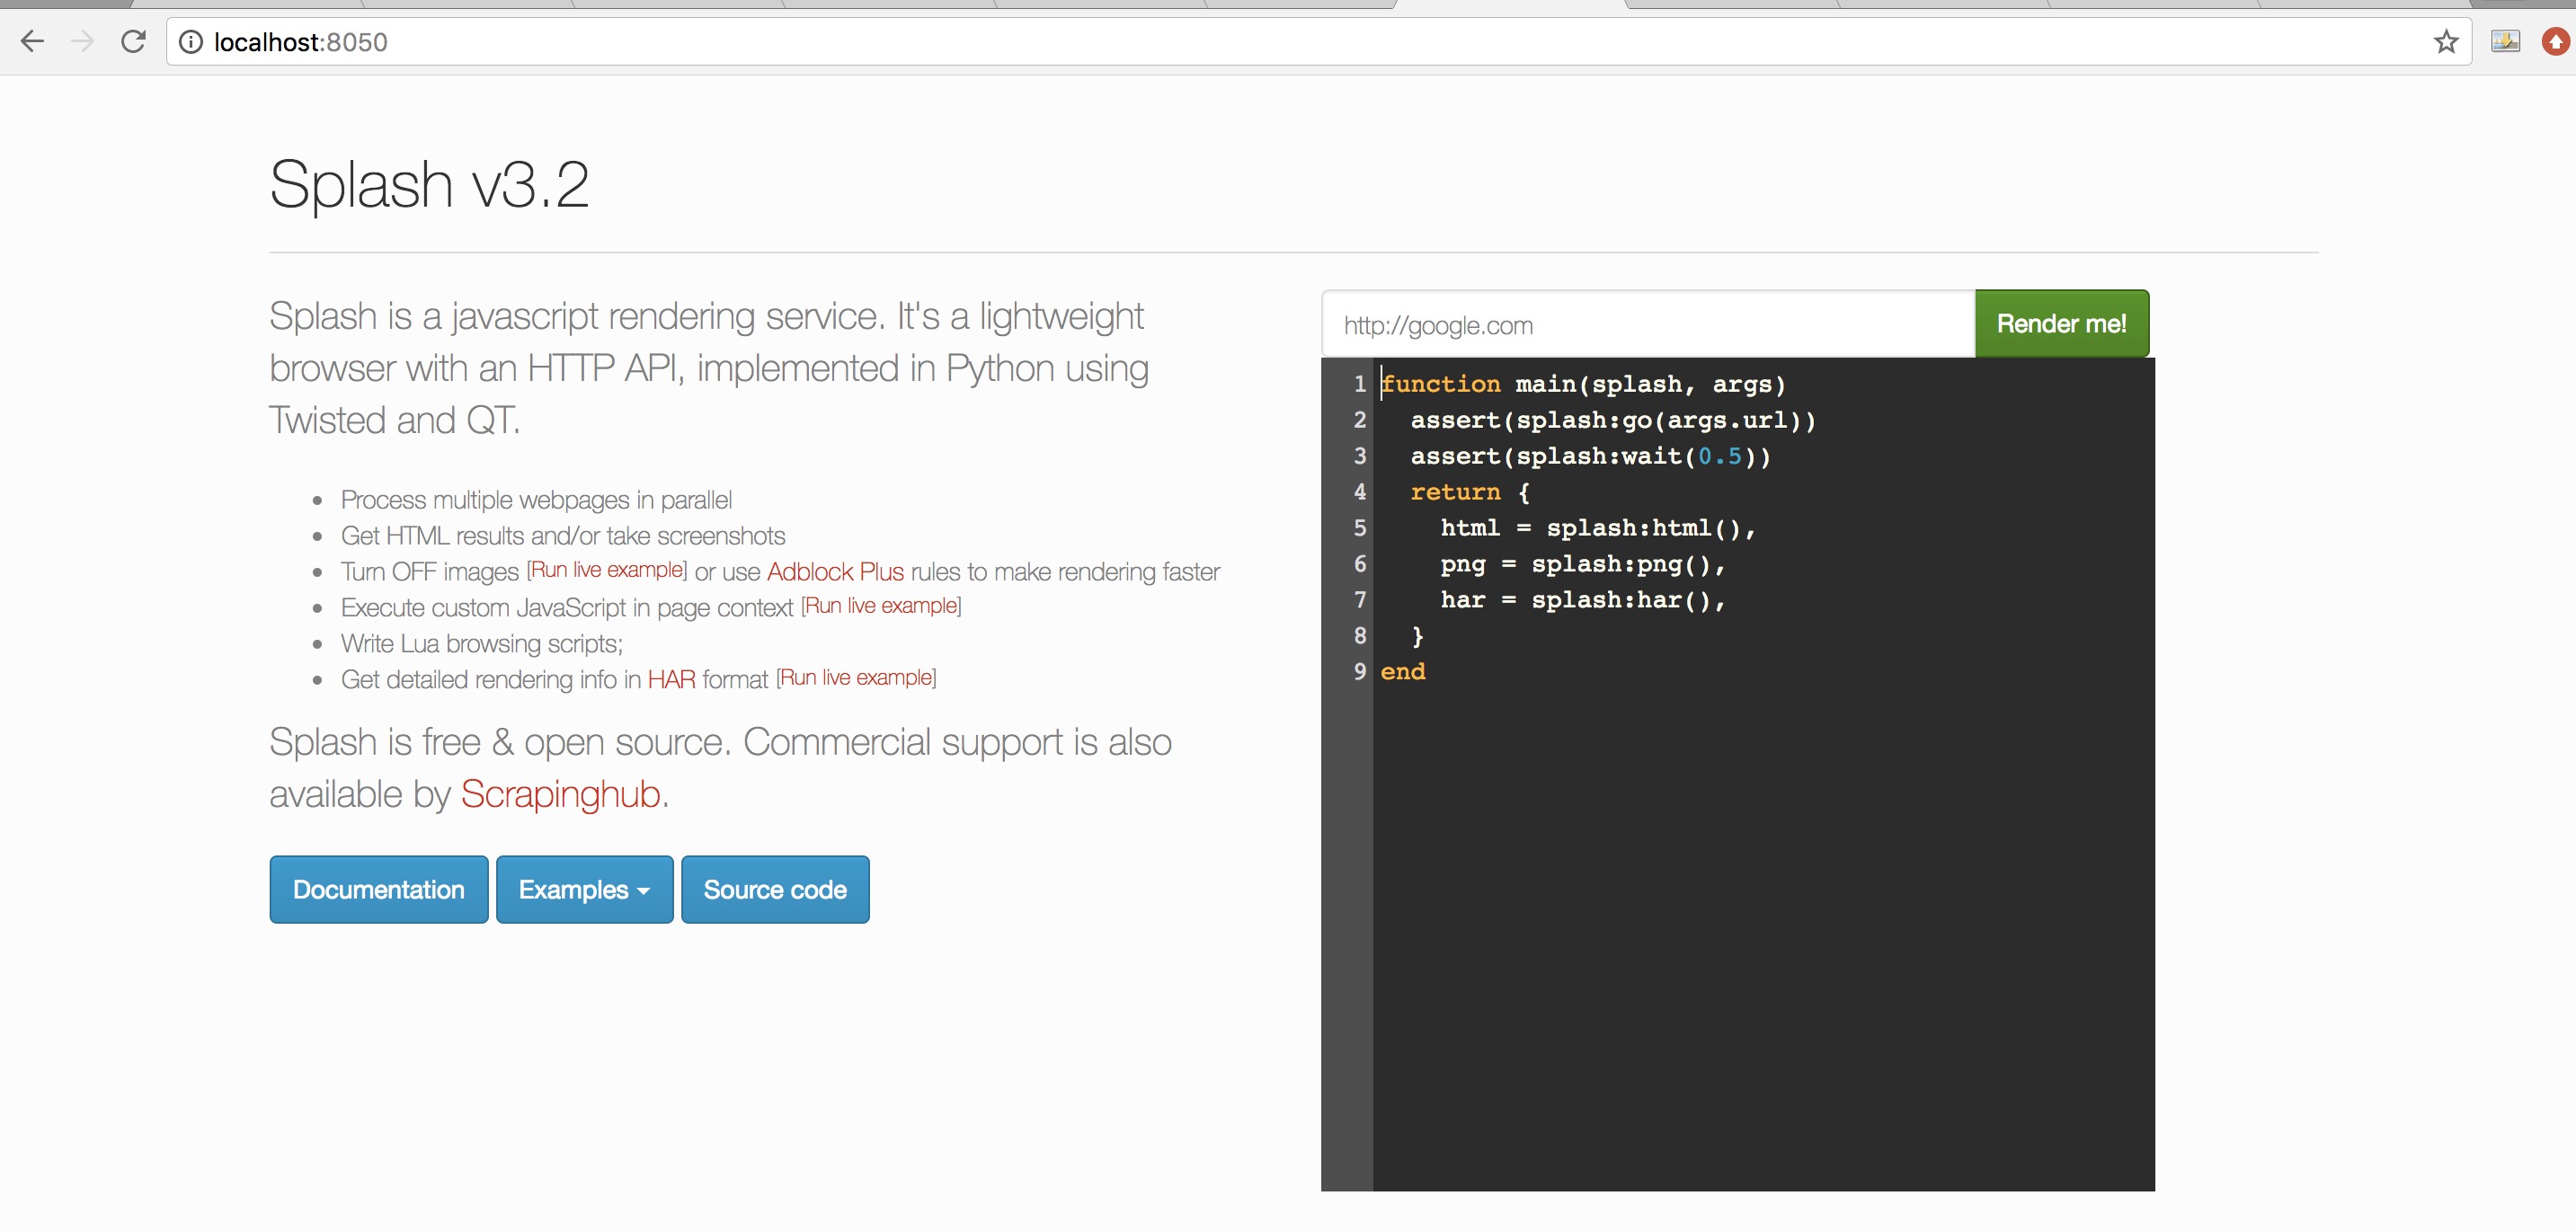 localhost:8050
Splash v3.2
Splash is a javascript rendering service. It's a lightweight
browser with an HTTP API, implemented in Python using
Twisted and QT.
• Process multiple webpages in parallel
• Get HTML results and/or take screenshots
• Turn OFF images [Run live example] or use Adblock Plus rules to make rendering faster
• Execute custom JavaScript in page context [Run live example]
• Write Lua browsing scripts;
• Get detailed rendering info in HAR format [Run live example]
Splash is free & open source. Commercial support is also
available by Scrapinghub.
Documentation
Examples
Source code
http://google.com
Render me!
1 function main(splash, args)
2   assert(splash:go(args.url))
3   assert(splash:wait(0.5))
4   return {
5     html = splash:html(),
6     png = splash:png(),
7     har = splash:har(),
8   }
9 end